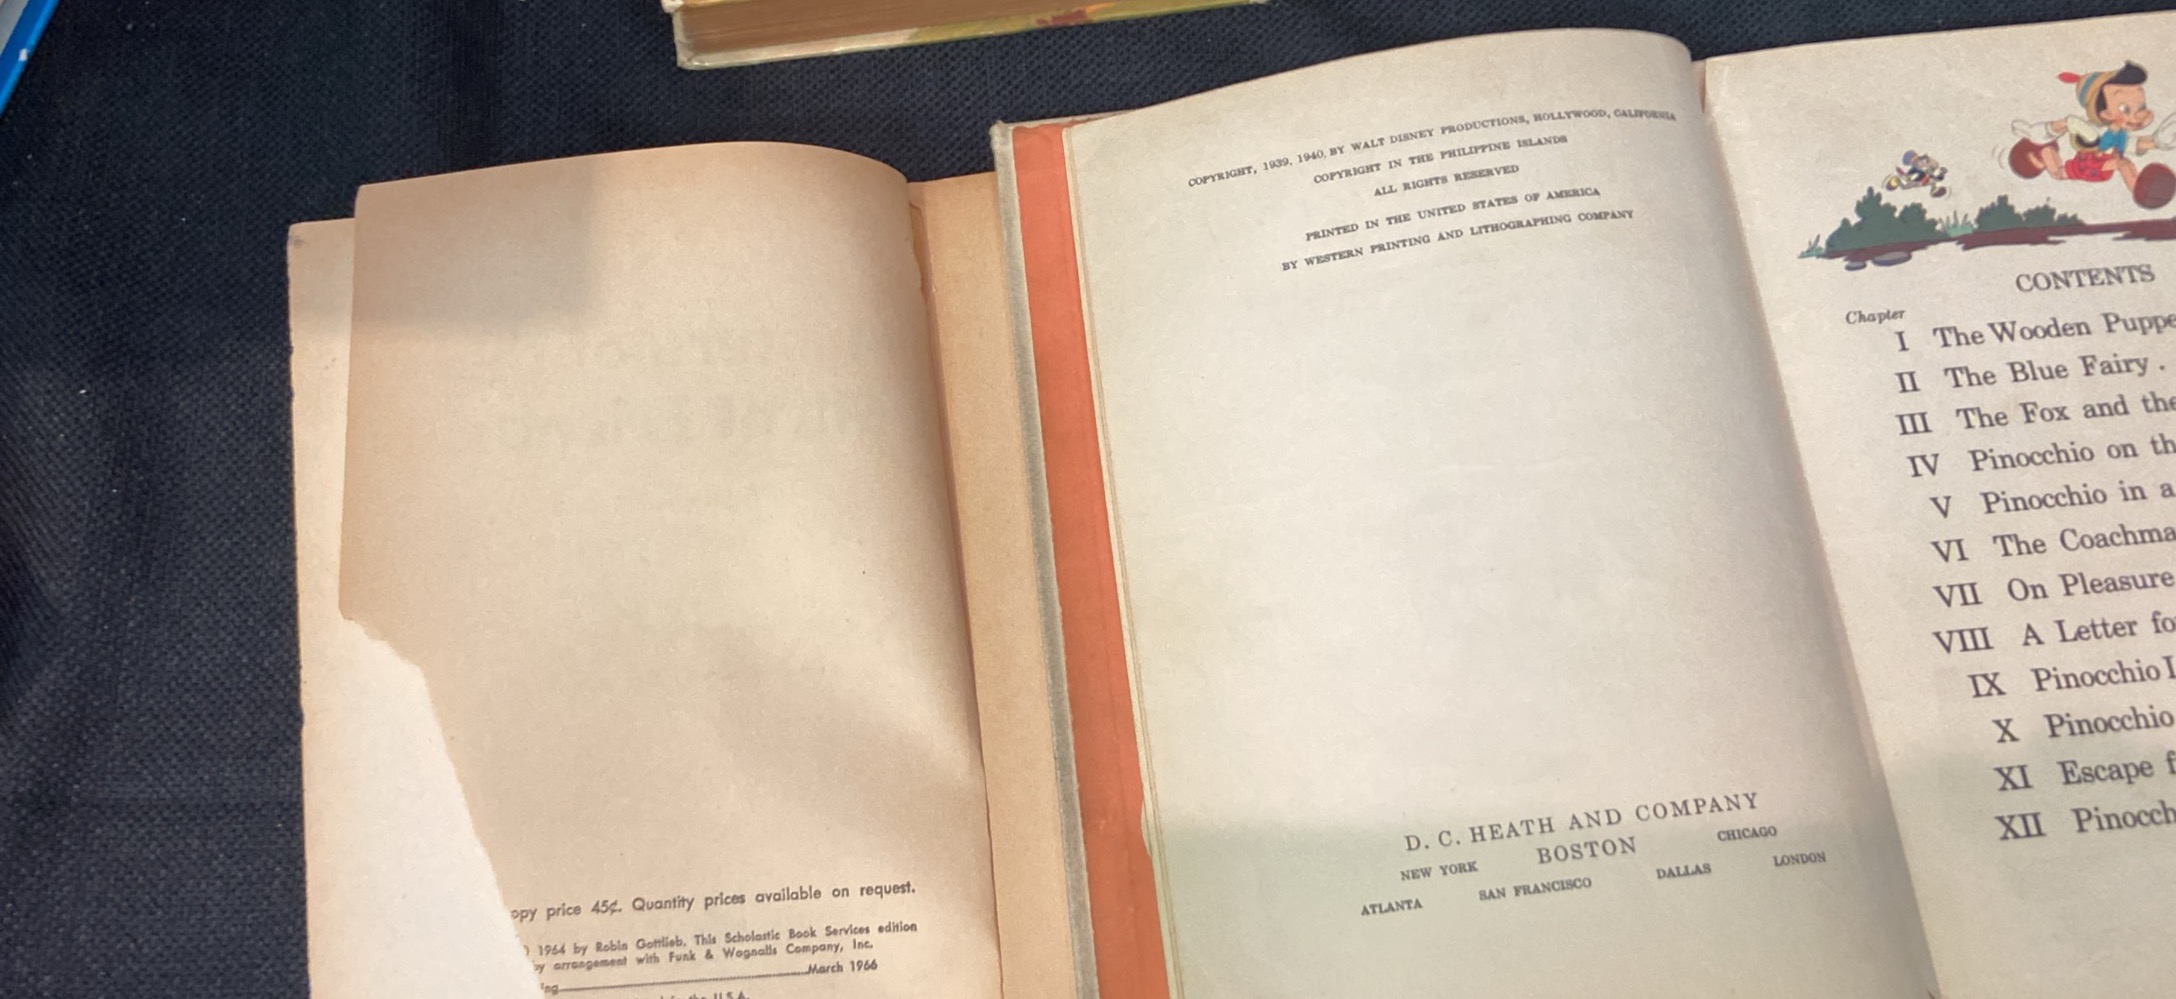 opy price 45¢. Quantity prices available on request.
1964 by Robin Gottlieb. This Scholastic Book Services edition
by arrangement with Funk & Wagnalls Company, Inc.
ing March 1966
U.S.A.
COPYRIGHT, 1939, 1940, BY WALT DISNEY PRODUCTIONS, HOLLYWOOD, CALIFORNIA
COPYRIGHT IN THE PHILIPPINE ISLANDS
ALL RIGHTS RESERVED
PRINTED IN THE UNITED STATES OF AMERICA
BY WESTERN PRINTING AND LITHOGRAPHING COMPANY
D. C. HEATH AND COMPANY
NEW YORK BOSTON CHICAGO
ATLANTA SAN FRANCISCO DALLAS LONDON
CONTENTS
Chapter
I The Wooden Puppe
II The Blue Fairy .
III The Fox and the
IV Pinocchio on th
V Pinocchio in a
VI The Coachma
VII On Pleasure
VIII A Letter fo
IX Pinocchio I
X Pinocchio
XI Escape f
XII Pinocch